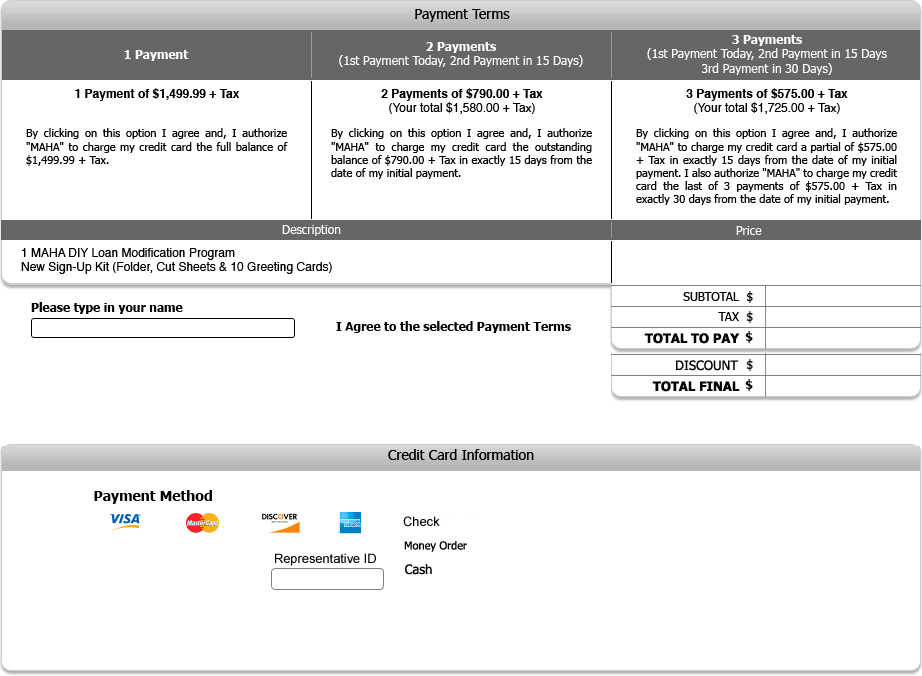 Payment Terms
1 Payment
2 Payments
(1st Payment Today, 2nd Payment in 15 Days)
3 Payments
(1st Payment Today, 2nd Payment in 15 Days
3rd Payment in 30 Days)
1 Payment of $1,499.99 + Tax
By clicking on this option I agree and, I authorize
"MAHA" to charge my credit card the full balance of
$1,499.99 + Tax.
2 Payments of $790.00 + Tax
(Your total $1,580.00 + Tax)
By clicking on this option I agree and, I authorize
"MAHA" to charge my credit card the outstanding
balance of $790.00 + Tax in exactly 15 days from the
date of my initial payment.
3 Payments of $575.00 + Tax
(Your total $1,725.00 + Tax)
By clicking on this option I agree and, I authorize
"MAHA" to charge my credit card a partial of $575.00
+ Tax in exactly 15 days from the date of my initial
payment. I also authorize "MAHA" to charge my credit
card the last of 3 payments of $575.00 + Tax in
exactly 30 days from the date of my initial payment.
Description
Price
1 MAHA DIY Loan Modification Program
New Sign-Up Kit (Folder, Cut Sheets & 10 Greeting Cards)
Please type in your name
I Agree to the selected Payment Terms
SUBTOTAL $
TAX $
TOTAL TO PAY $
DISCOUNT $
TOTAL FINAL $
Credit Card Information
Payment Method
VISA
MasterCard
DISCOVER
Check
Money Order
Cash
Representative ID